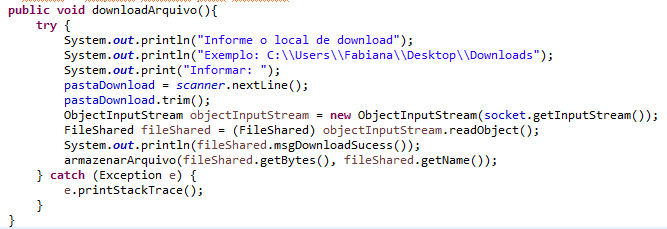 public void downloadArquivo(){
try {
System.out.println("Informe o local de download");
System.out.println("Exemplo: C:\\Users\\Fabiana\\Desktop\\Downloads");
System.out.print("Informar: ");
pastaDownload = scanner.nextLine();
pastaDownload.trim();
ObjectInputStream objectInputStream = new ObjectInputStream(socket.getInputStream());
FileShared fileShared = (FileShared) objectInputStream.readObject();
System.out.println(fileShared.msgDownloadSucess());
armazenarArquivo(fileShared.getBytes(), fileShared.getName());
} catch (Exception e) {
e.printStackTrace();
}
}